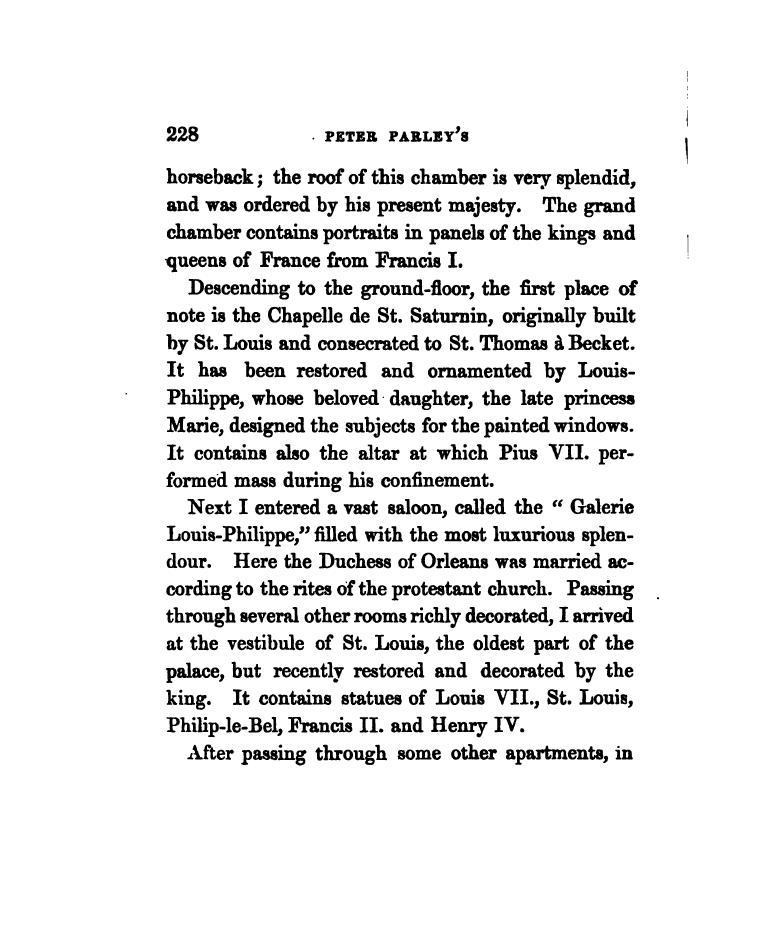 228 PETER PARLEY'S
horseback; the roof of this chamber is very splendid,
and was ordered by his present majesty. The grand
chamber contains portraits in panels of the kings and
queens of France from Francis I.
Descending to the ground-floor, the first place of
note is the Chapelle de St. Saturnin, originally built
by St. Louis and consecrated to St. Thomas à Becket.
It has been restored and ornamented by Louis-
Philippe, whose beloved daughter, the late princess
Marie, designed the subjects for the painted windows.
It contains also the altar at which Pius VII. per-
formed mass during his confinement.
Next I entered a vast saloon, called the " Galerie
Louis-Philippe," filled with the most luxurious splen-
dour. Here the Duchess of Orleans was married ac-
cording to the rites of the protestant church. Passing
through several other rooms richly decorated, I arrived
at the vestibule of St. Louis, the oldest part of the
palace, but recently restored and decorated by the
king. It contains statues of Louis VII., St. Louis,
Philip-le-Bel, Francis II. and Henry IV.
After passing through some other apartments, in